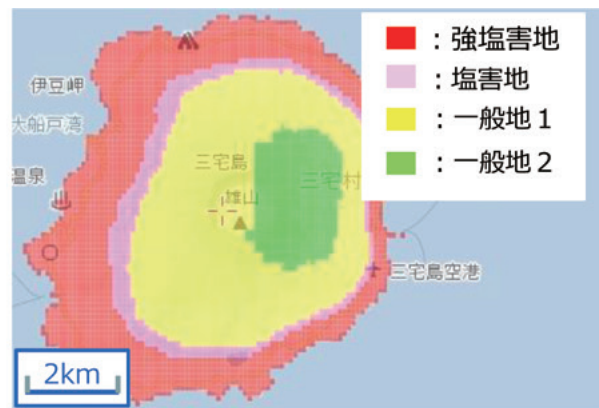 ：強塩害地
：塩害地
：一般地１
：一般地２
伊豆岬
大船戸湾
温泉
三宅島
三宅村
雄山
三宅島空港
2km